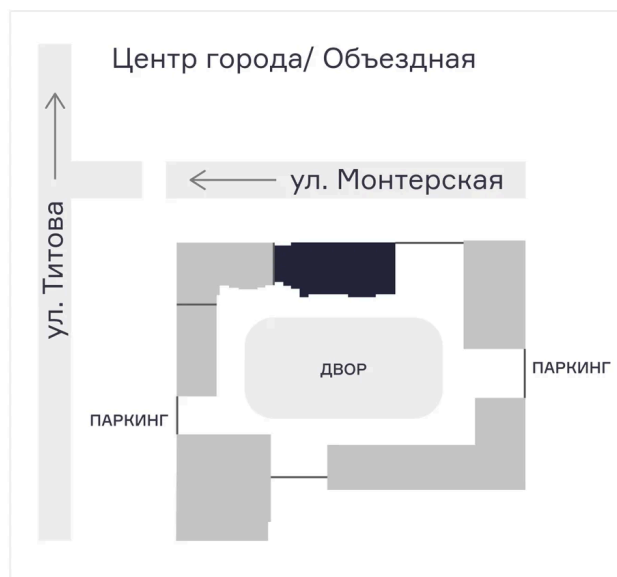 Центр города/ Объездная
ул. Монтерская
ул. Титова
ДВОР
ПАРКИНГ
ПАРКИНГ